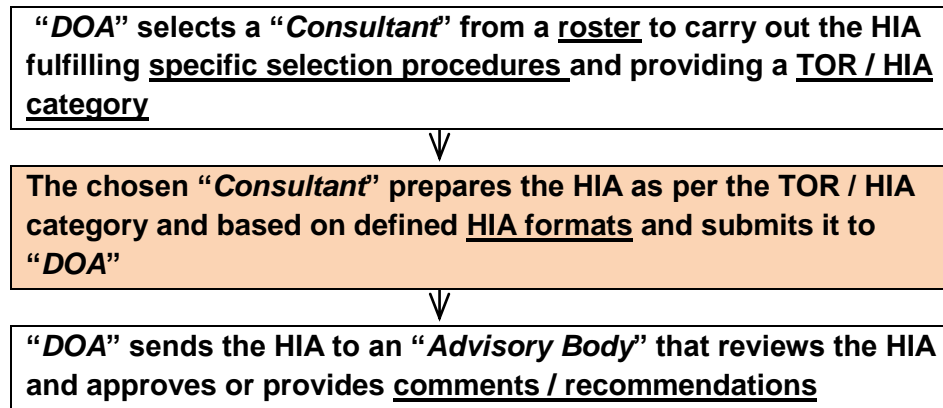 “DOA” selects a “Consultant” from a roster to carry out the HIA
fulfilling specific selection procedures and providing a TOR / HIA
category
The chosen “Consultant” prepares the HIA as per the TOR / HIA
category and based on defined HIA formats and submits it to
“DOA”
“DOA” sends the HIA to an “Advisory Body” that reviews the HIA
and approves or provides comments / recommendations